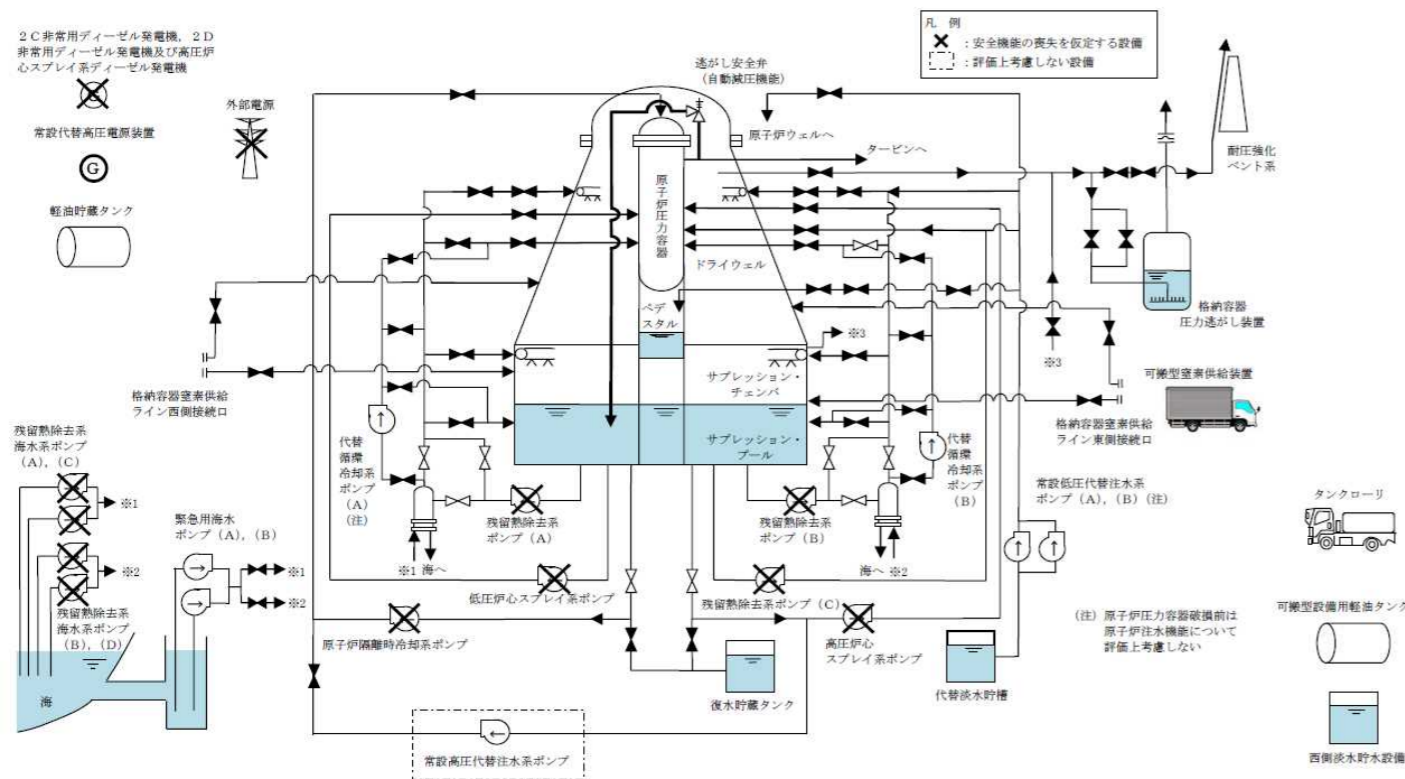 2C非常用ディーゼル発電機,2D
非常用ディーゼル発電機及び高圧炉
心スプレイ系ディーゼル発電機
G
外部電源
常設代替高圧電源装置
G
軽油貯蔵タンク
凡 例
:安全機能の喪失を仮定する設備
:評価上考慮しない設備
逃がし安全弁
(自動減圧機能)
原子炉ウェルへ
タービンへ
耐圧強化
ベント系
原子炉圧力容器
ドライウェル
ペデ
スタル
格納容器
圧力逃がし装置
※3
※3
サプレッション・
チェンバ
サプレッション・
プール
格納容器窒素供給
ライン西側接続口
可搬型窒素供給装置
格納容器窒素供給
ライン東側接続口
残留熱除去系
海水系ポンプ
(A),(C)
※1
※2
残留熱除去系
海水系ポンプ
(B),(D)
海
緊急用海水
ポンプ(A),(B)
※1
※2
代替
循環
冷却系
ポンプ
(A)
(注)
残留熱除去系
ポンプ(A)
※1
海へ
残留熱除去系
ポンプ(B)
海へ
※2
代替
循環
冷却系
ポンプ
(B)
常設低圧代替注水系
ポンプ(A),(B)(注)
タンクローリ
低圧炉心スプレイ系ポンプ
残留熱除去系ポンプ(C)
原子炉隔離時冷却系ポンプ
高圧炉心
スプレイ系ポンプ
(注) 原子炉圧力容器破損前は
原子炉注水機能について
評価上考慮しない
可搬型設備用軽油タンク
復水貯蔵タンク
代替淡水貯槽
常設高圧代替注水系ポンプ
西側淡水貯水設備